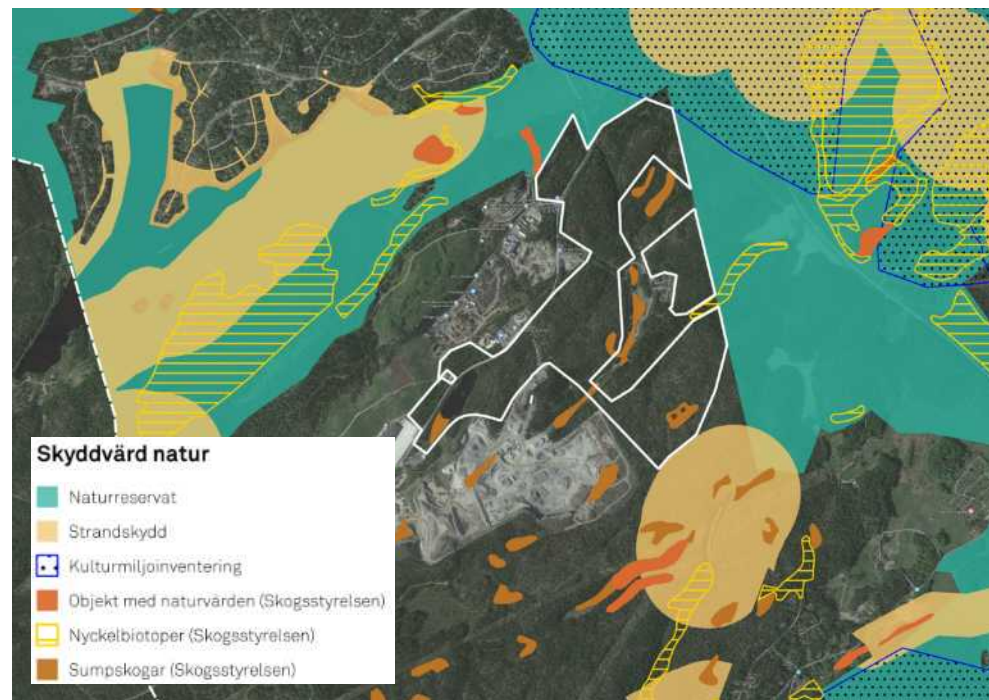 Skyddvärd natur
Naturreservat
Strandskydd
Kulturmiljoinventering
Objekt med naturvärden (Skogsstyrelsen)
Nyckelbiotoper (Skogsstyrelsen)
Sumpskogar (Skogsstyrelsen)